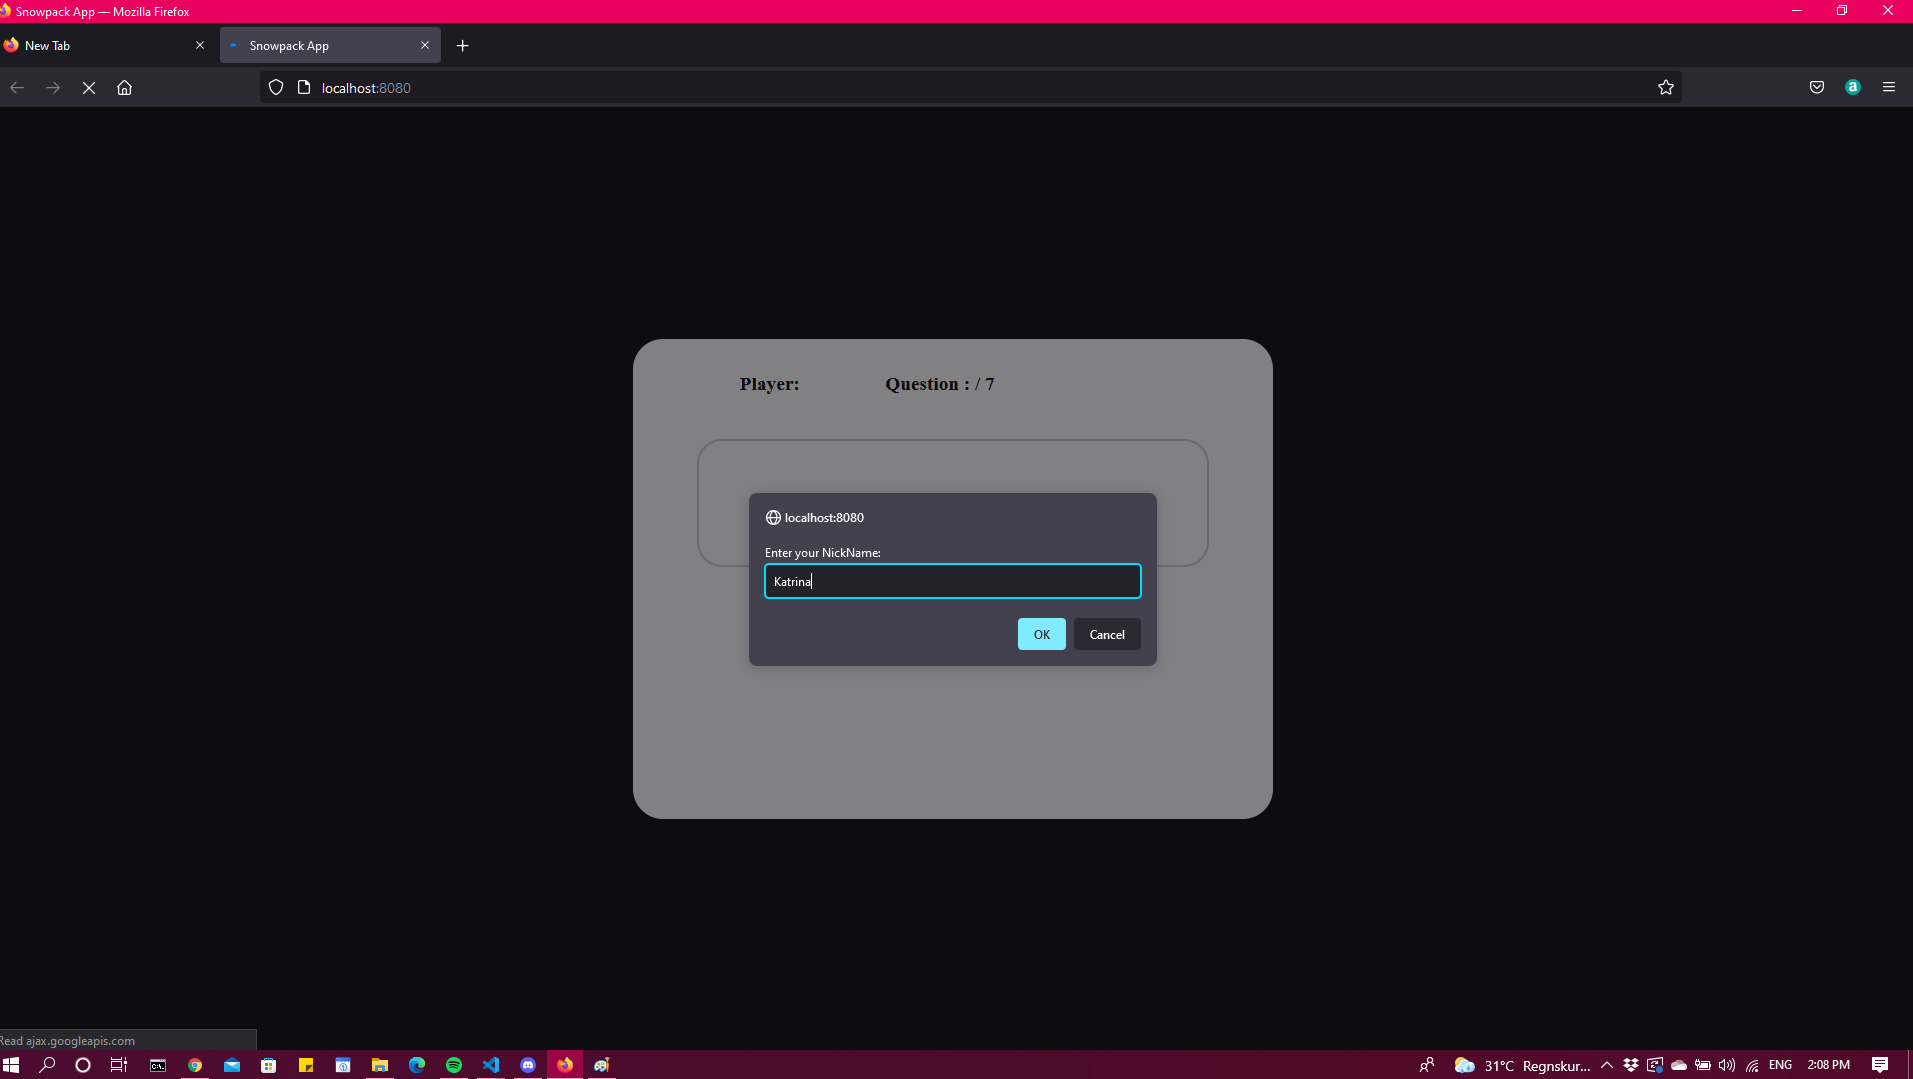 Snowpack App — Mozilla Firefox
New Tab
Snowpack App
localhost:8080
Player:
Question : / 7
localhost:8080
Enter your NickName:
Katrina
OK
Cancel
Read ajax.googleapis.com
31°C Regnskur...
ENG
2:08 PM